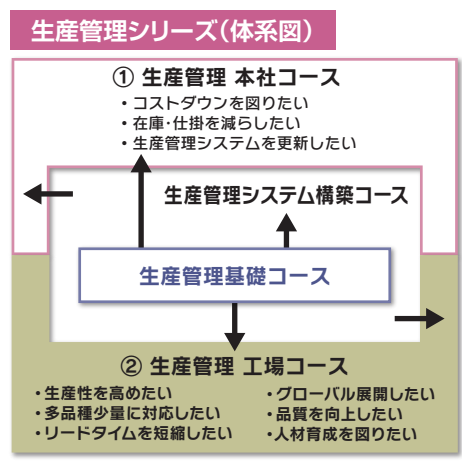 生産管理シリーズ（体系図）
① 生産管理 本社コース
・コストダウンを図りたい
・在庫・仕掛を減らしたい
・生産管理システムを更新したい
生産管理システム構築コース
生産管理基礎コース
② 生産管理 工場コース
・生産性を高めたい
・多品種少量に対応したい
・リードタイムを短縮したい
・グローバル展開したい
・品質を向上したい
・人材育成を図りたい